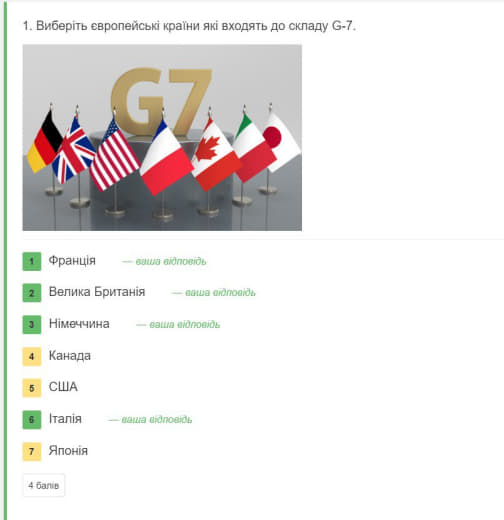 1. Виберіть європейські країни які входять до складу G-7.
G7
1 Франція — ваша відповідь
2 Велика Британія — ваша відповідь
3 Німеччина — ваша відповідь
4 Канада
5 США
6 Італія — ваша відповідь
7 Японія
4 балів